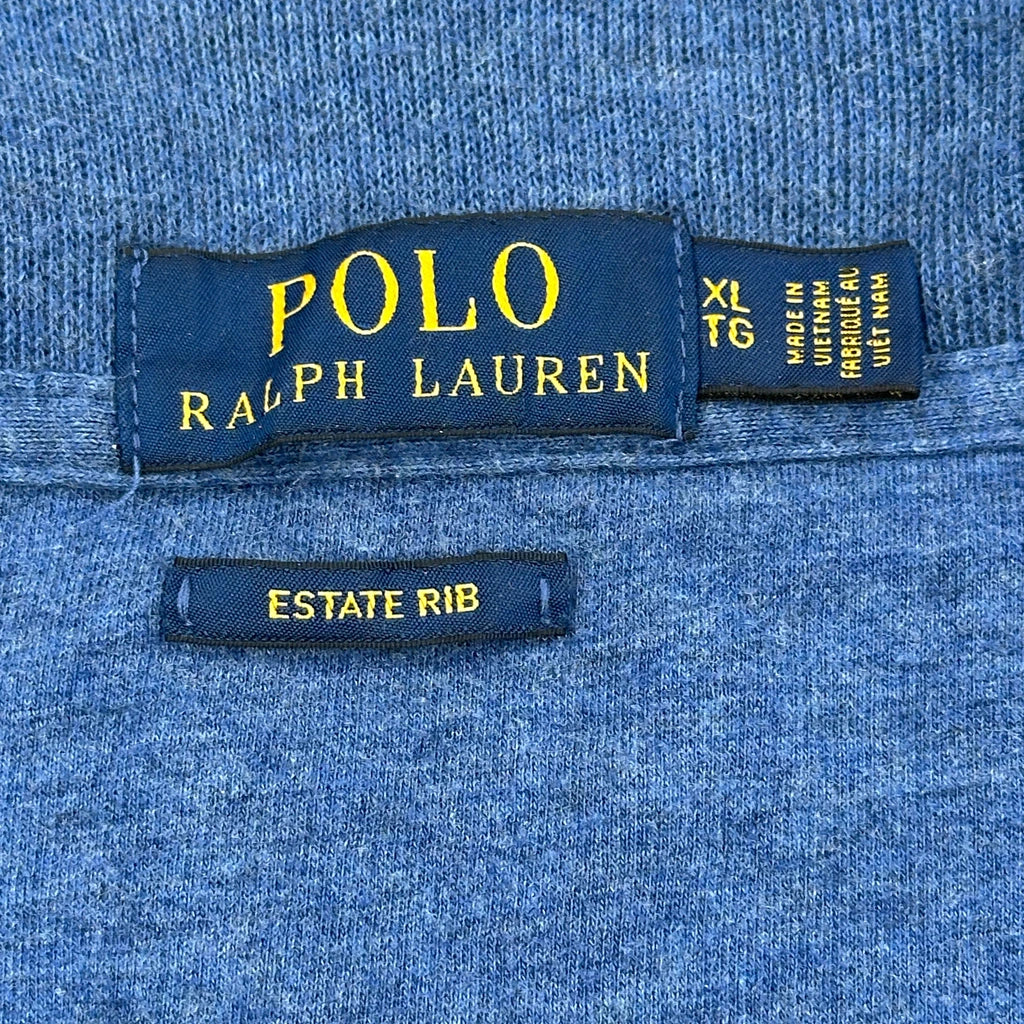 POLO
RALPH LAUREN
XL
TG
MADE IN
VIETNAM
FABRIQUÉ AU
VIÊT NAM
ESTATE RIB